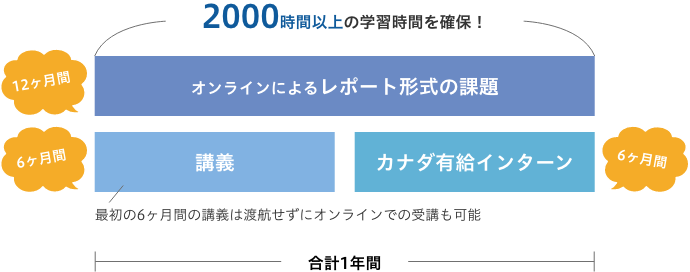 2000時間以上の学習時間を確保！
12ヶ月間
オンラインによるレポート形式の課題
6ヶ月間
講義
カナダ有給インターン
6ヶ月間
最初の6ヶ月間の講義は渡航せずにオンラインでの受講も可能
合計1年間